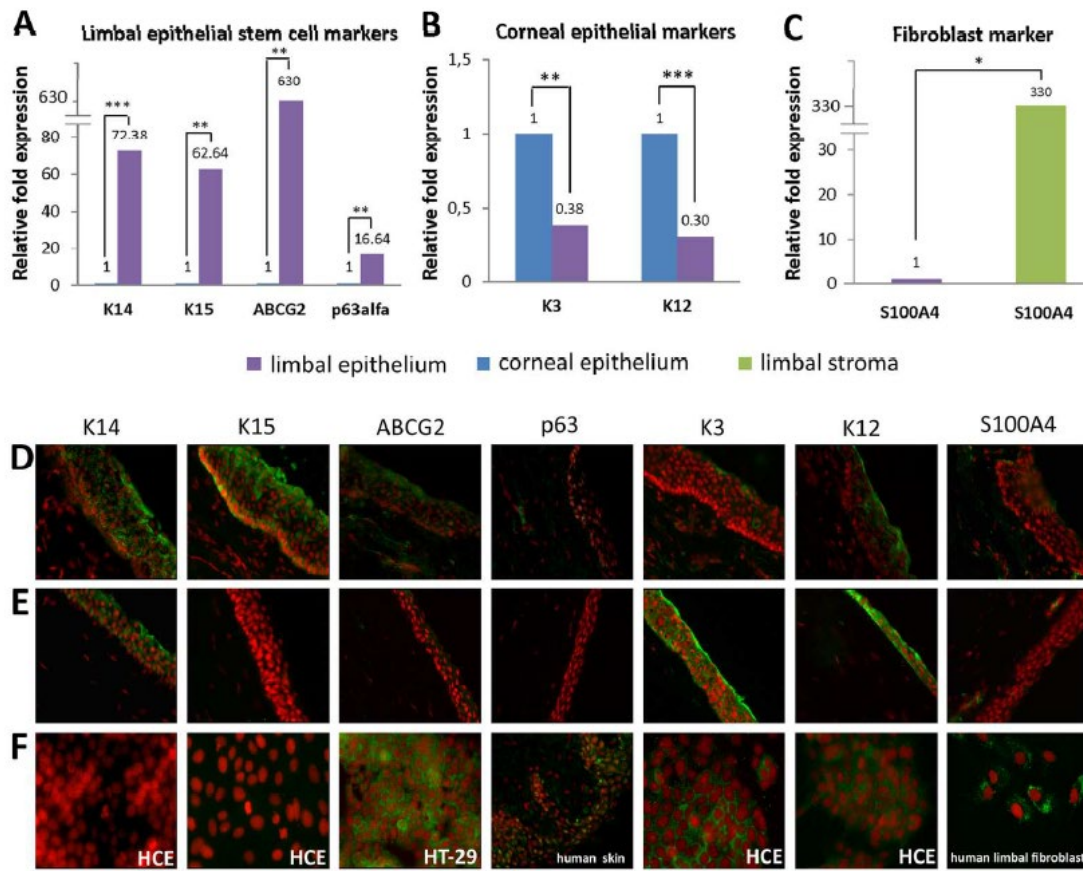 A Limbal epithelial stem cell markers
Relative fold expression
630
80
60
40
20
0
*** ** ** **
72.38 62.64 630 16.64
1 1 1 1
K14 K15 ABCG2 p63alfa
B Corneal epithelial markers
Relative fold expression
1,5
1
0,5
0
** ***
1 0.38 1 0.30
K3 K12
C Fibroblast marker
Relative fold expression
330
30
20
10
0
*
1 330
S100A4 S100A4
limbal epithelium corneal epithelium limbal stroma
K14 K15 ABCG2 p63 K3 K12 S100A4
D
E
F
HCE HCE HT-29 human skin HCE HCE human limbal fibroblast